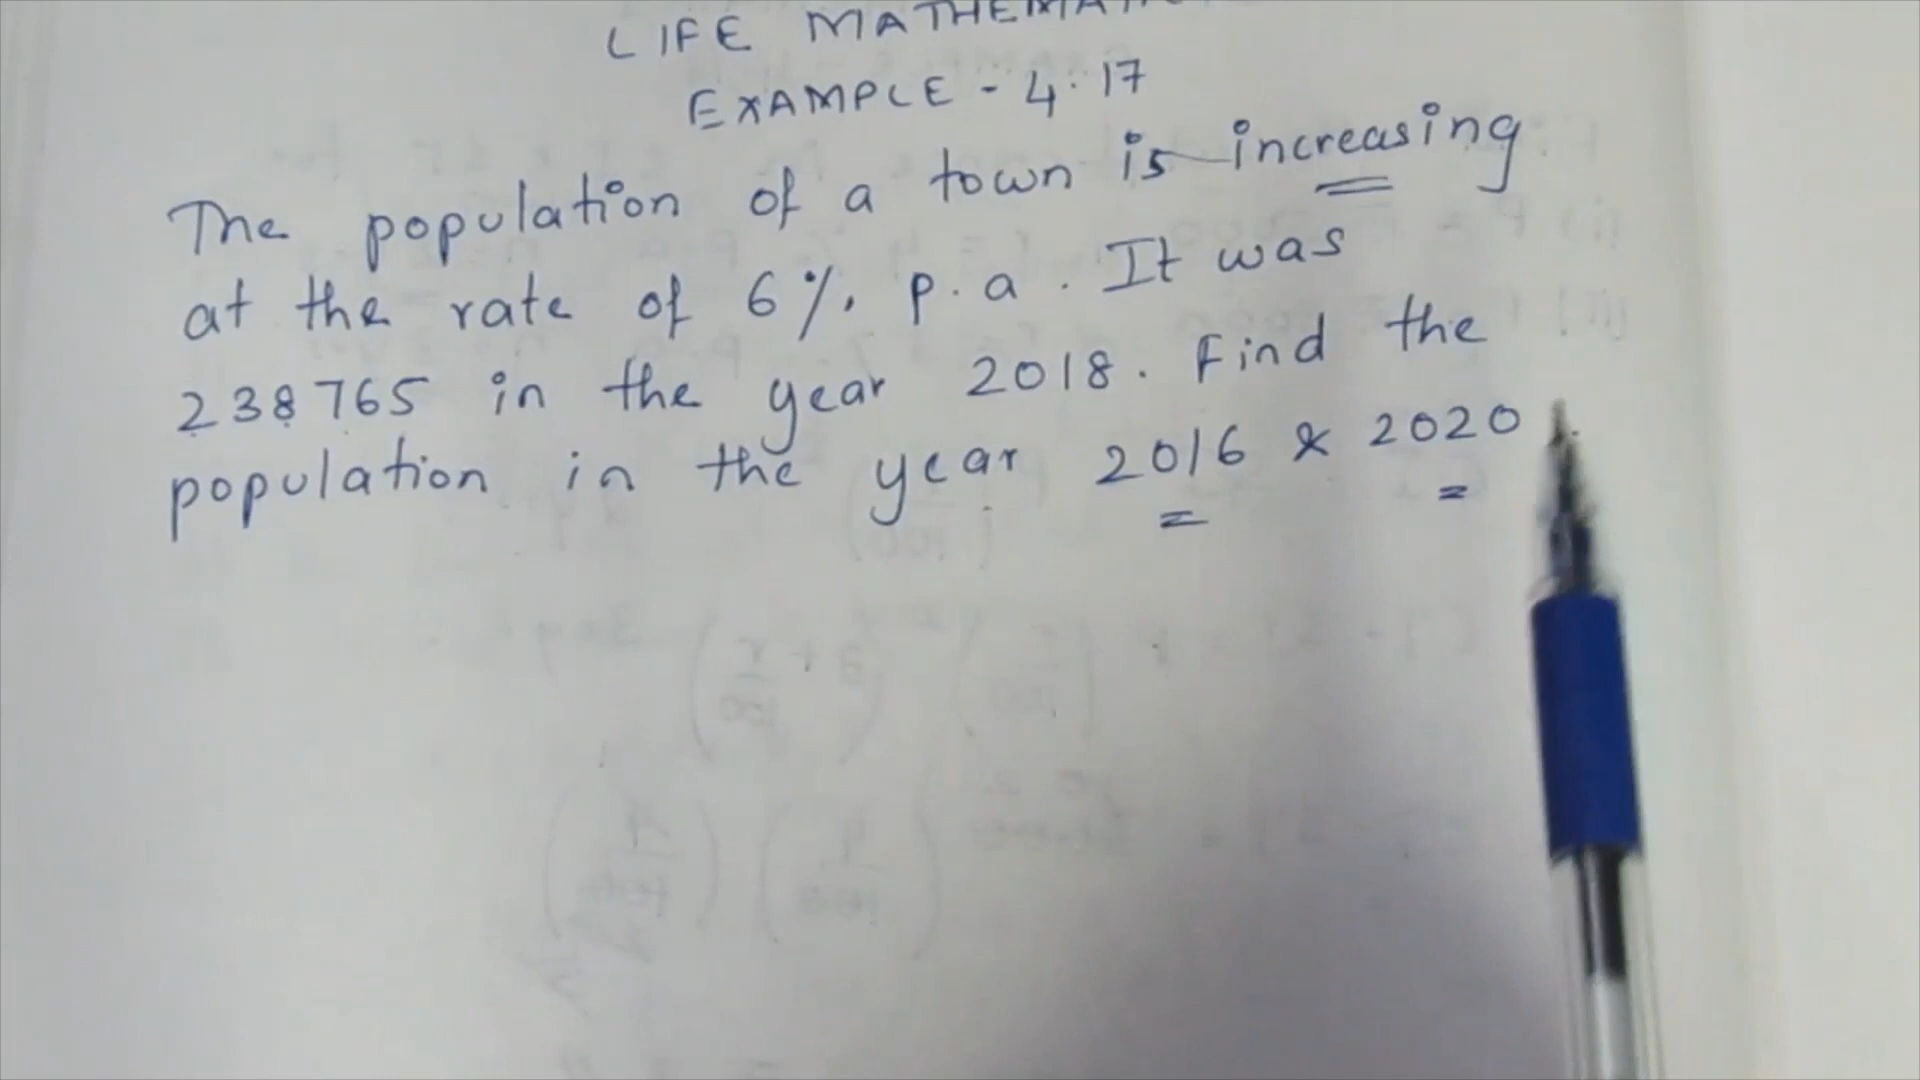 LIFE MATHEMATI
EXAMPLE - 4.17
The population of a town is increasing
at the rate of 6% p.a. It was
238765 in the year 2018. Find the
population in the year 2016 & 2020